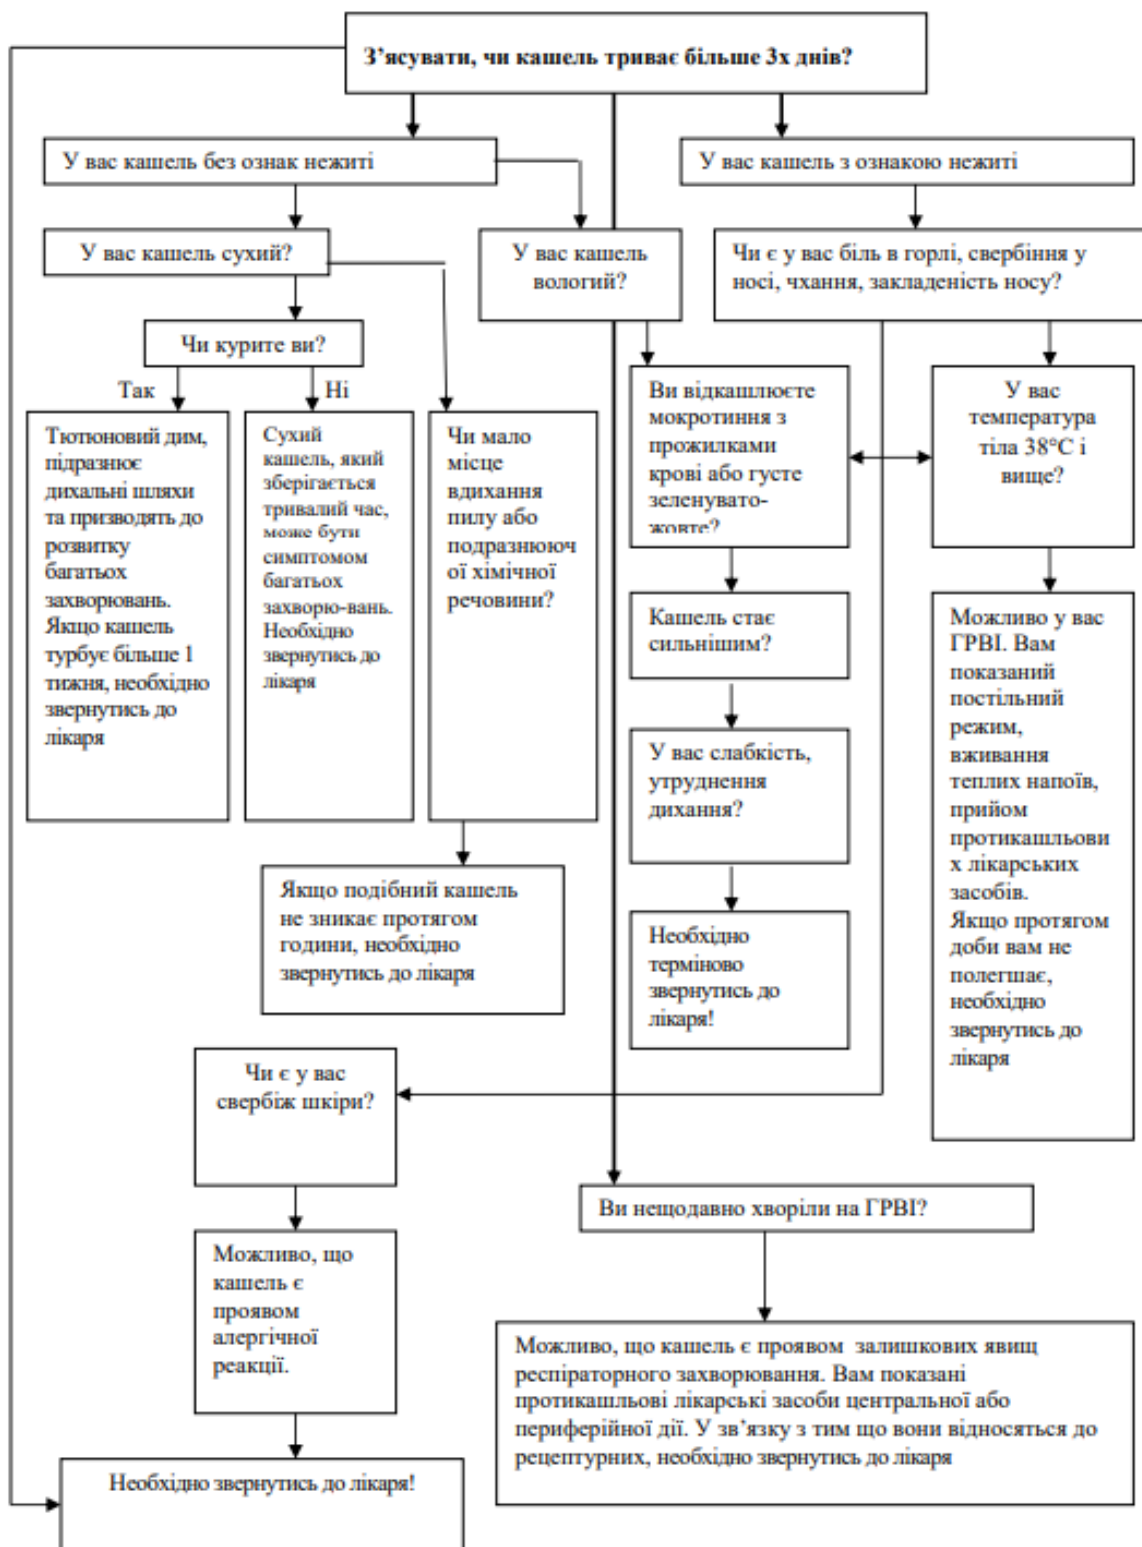 З’ясувати, чи кашель триває більше 3х днів?
У вас кашель без ознак нежиті
У вас кашель з ознакою нежиті
У вас кашель сухий?
У вас кашель
вологий?
Чи є у вас біль в горлі, свербіння у
носі, чхання, закладеність носу?
Чи курите ви?
Так
Ні
Тютюновий дим,
підразнює
дихальні шляхи
та призводять до
розвитку
багатьох
захворювань.
Якщо кашель
турбує більше 1
тижня, необхідно
звернутись до
лікаря
Сухий
кашель, який
зберігається
тривалий час,
може бути
симптомом
багатьох
захворю-вань.
Необхідно
звернутись до
лікаря
Чи мало
місце
вдихання
пилу або
подразнююч
ої хімічної
речовини?
Ви відкашлюєте
мокротиння з
прожилками
крові або густе
зеленувато-
жовте?
У вас
температура
тіла 38°С і
вище?
Кашель стає
сильнішим?
У вас слабкість,
утруднення
дихання?
Необхідно
терміново
звернутись до
лікаря!
Можливо у вас
ГРВІ. Вам
показаний
постільний
режим,
вживання
теплих напоїв,
прийом
протикашльови
х лікарських
засобів.
Якщо протягом
доби вам не
полегшає,
необхідно
звернутись до
лікаря
Якщо подібний кашель
не зникає протягом
години, необхідно
звернутись до лікаря
Чи є у вас
свербіж шкіри?
Ви нещодавно хворіли на ГРВІ?
Можливо, що
кашель є
проявом
алергічної
реакції.
Можливо, що кашель є проявом залишкових явищ
респіраторного захворювання. Вам показані
протикашльові лікарські засоби центральної або
периферійної дії. У зв’язку з тим що вони відносяться до
рецептурних, необхідно звернутись до лікаря
Необхідно звернутись до лікаря!